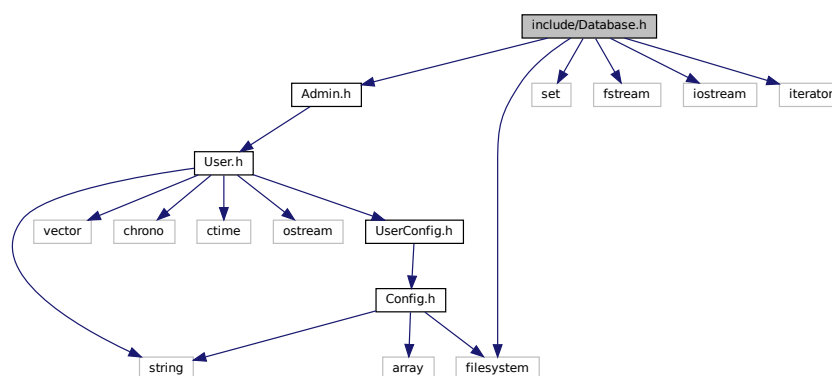 include/Database.h
Admin.h
set
fstream
iostream
iterator
User.h
vector
chrono
ctime
ostream
UserConfig.h
Config.h
string
array
filesystem